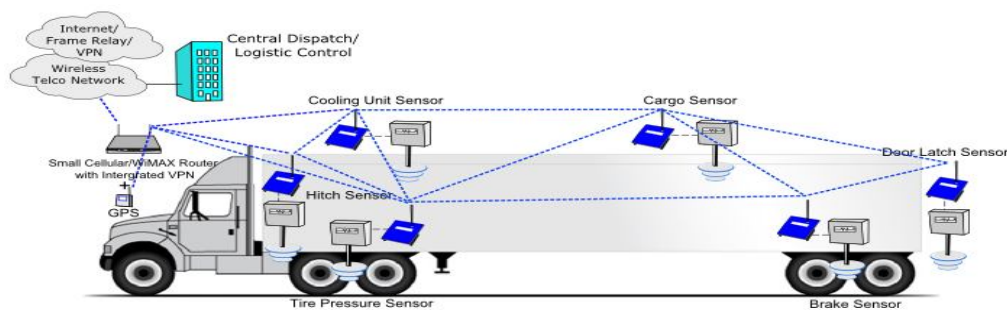 Internet/
Frame Relay/
VPN
Wireless
Telco Network
Central Dispatch/
Logistic Control
Cooling Unit Sensor
Cargo Sensor
Small Cellular/WiMAX Router
with Intergrated VPN
+
GPS
Hitch Sensor
Door Latch Sensor
Tire Pressure Sensor
Brake Sensor